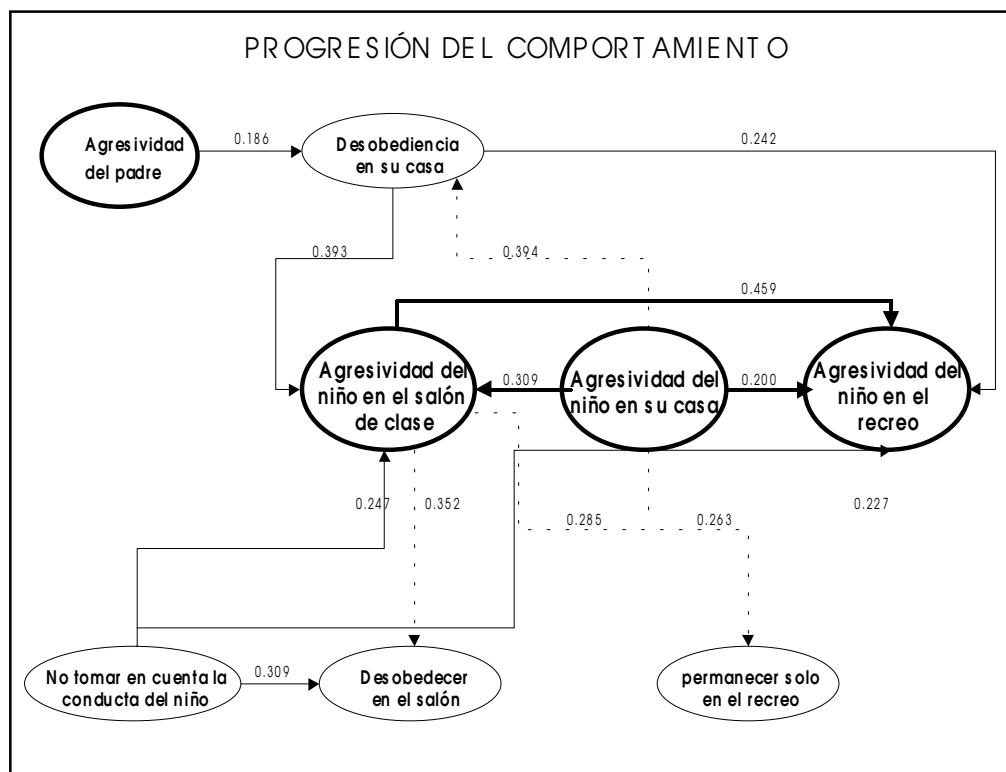 PROGRESIÓN DEL COMPORTAMIENTO
Agresividad
del padre
0.186
Desobediencia
en su casa
0.242
0.393
0.394
0.459
Agresividad del
niño en el salón
de clase
0.309
Agresividad del
niño en su casa
0.200
Agresividad del
niño en el
recreo
0.247
0.352
0.285
0.263
0.227
No tomar en cuenta la
conducta del niño
0.309
Desobedecer
en el salón
permanecer solo
en el recreo